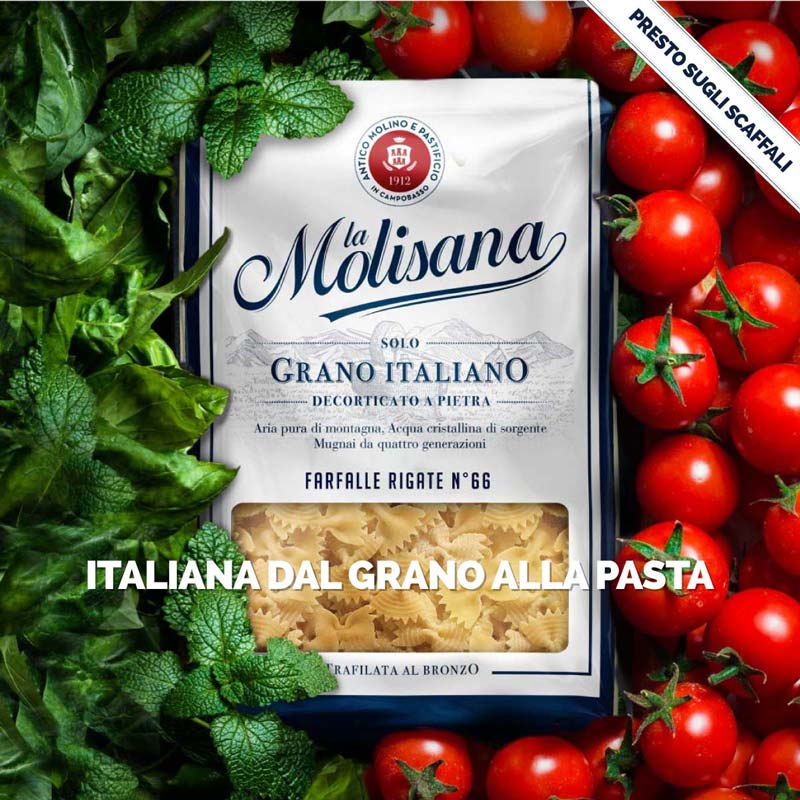 PRESTO SUGLI SCAFFALI
ANTICO MOLINO E PASTIFICIO
1912
IN CAMPOBASSO
la
Molisana
SOLO
GRANO ITALIANO
DECORTICATO A PIETRA
Aria pura di montagna, Acqua cristallina di sorgente
Mugnai da quattro generazioni
FARFALLE RIGATE N°66
ITALIANA DAL GRANO ALLA PASTA
TRAFILATA AL BRONZO